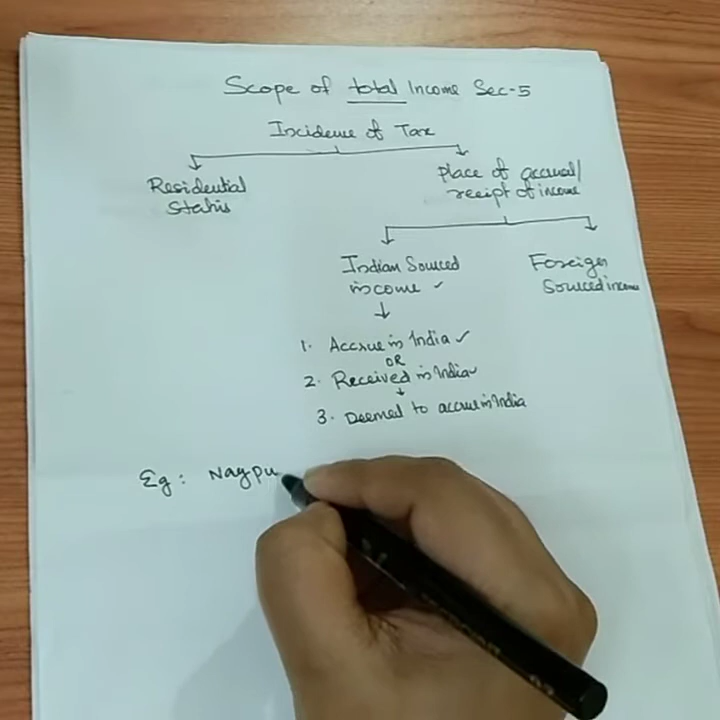 Scope of total Income Sec-5
Incidence of Tax
Residential
Status
Place of accrual/
receipt of income
Indian Sourced
income ✓
Foreign
Sourced income
1. Accrue in India ✓
OR
2. Received in India ✓
3. Deemed to accrue in India
Eg: Nagpu